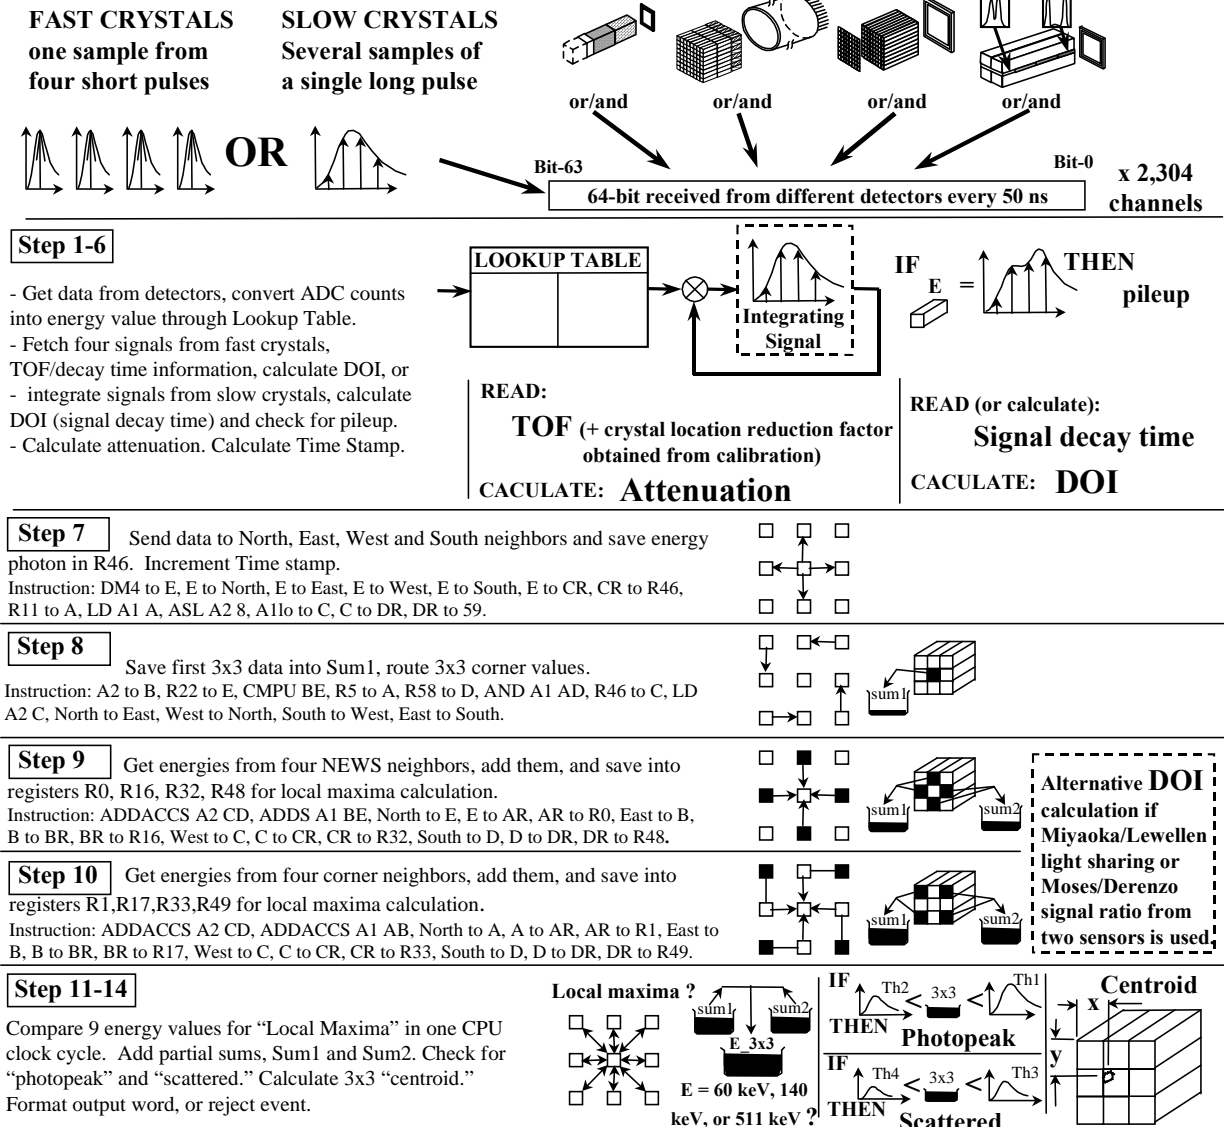 FAST CRYSTALS
one sample from
four short pulses
SLOW CRYSTALS
Several samples of
a single long pulse
OR
or/and
or/and
or/and
or/and
Bit-63
Bit-0
64-bit received from different detectors every 50 ns
x 2,304
channels
Step 1-6
- Get data from detectors, convert ADC counts
into energy value through Lookup Table.
- Fetch four signals from fast crystals,
TOF/decay time information, calculate DOI, or
- integrate signals from slow crystals, calculate
DOI (signal decay time) and check for pileup.
- Calculate attenuation. Calculate Time Stamp.
LOOKUP TABLE
Integrating
Signal
IF
E
=
THEN
pileup
READ:
TOF (+ crystal location reduction factor
obtained from calibration)
CACULATE: Attenuation
READ (or calculate):
Signal decay time
CACULATE: DOI
Step 7
Send data to North, East, West and South neighbors and save energy
photon in R46. Increment Time stamp.
Instruction: DM4 to E, E to North, E to East, E to West, E to South, E to CR, CR to R46,
R11 to A, LD A1 A, ASL A2 8, A1lo to C, C to DR, DR to 59.
Step 8
Save first 3x3 data into Sum1, route 3x3 corner values.
Instruction: A2 to B, R22 to E, CMPU BE, R5 to A, R58 to D, AND A1 AD, R46 to C, LD
A2 C, North to East, West to North, South to West, East to South.
sum1
Step 9
Get energies from four NEWS neighbors, add them, and save into
registers R0, R16, R32, R48 for local maxima calculation.
Instruction: ADDACCS A2 CD, ADDS A1 BE, North to E, E to AR, AR to R0, East to B,
B to BR, BR to R16, West to C, C to CR, CR to R32, South to D, D to DR, DR to R48.
sum1
sum2
Step 10
Get energies from four corner neighbors, add them, and save into
registers R1,R17,R33,R49 for local maxima calculation.
Instruction: ADDACCS A2 CD, ADDACCS A1 AB, North to A, A to AR, AR to R1, East to
B, B to BR, BR to R17, West to C, C to CR, CR to R33, South to D, D to DR, DR to R49.
sum1
sum2
Alternative DOI
calculation if
Miyaoka/Lewellen
light sharing or
Moses/Derenzo
signal ratio from
two sensors is used.
Step 11-14
Compare 9 energy values for “Local Maxima” in one CPU
clock cycle. Add partial sums, Sum1 and Sum2. Check for
“photopeak” and “scattered.” Calculate 3x3 “centroid.”
Format output word, or reject event.
Local maxima ?
sum1
sum2
E_3x3
E = 60 keV, 140
keV, or 511 keV ?
IF
Th2
<
3x3
<
Th1
THEN
Photopeak
IF
Th4
<
3x3
<
Th3
THEN
Scattered
Centroid
x
y